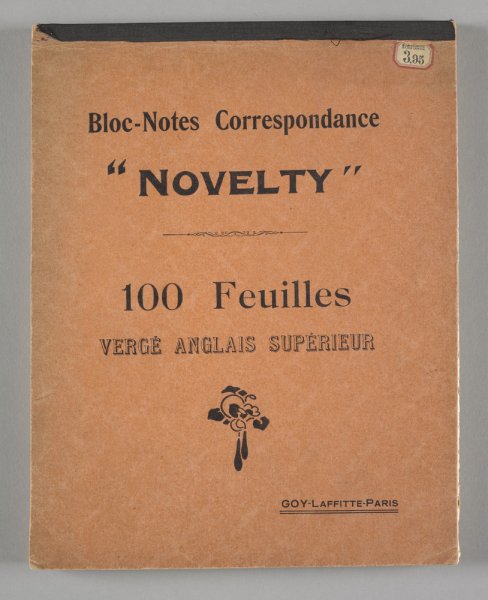 3.95
Bloc-Notes Correspondance
"NOVELTY"
100 Feuilles
VERGÉ ANGLAIS SUPÉRIEUR
GOY-LAFFITTE-PARIS